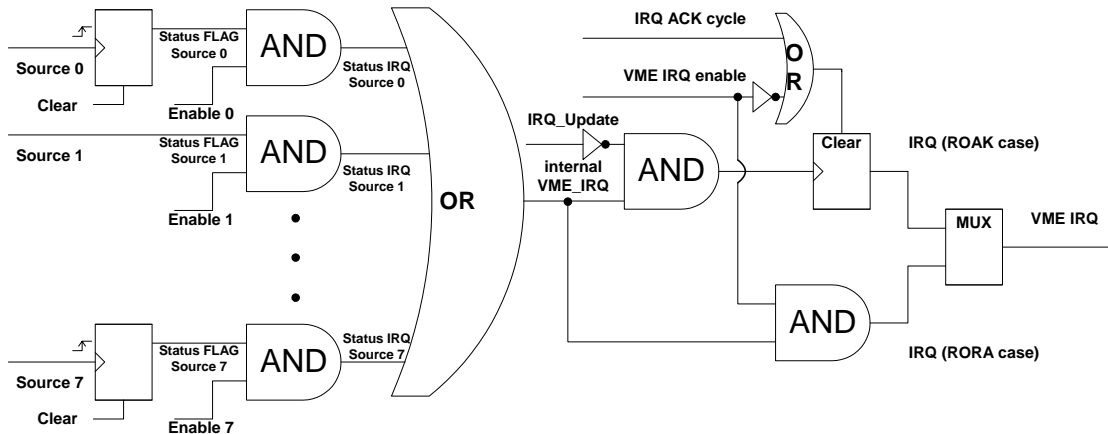 Source 0
Clear
Status FLAG
Source 0
Enable 0
AND
Status IRQ
Source 0
Source 1
Status FLAG
Source 1
Enable 1
AND
Status IRQ
Source 1
Source 7
Clear
Status FLAG
Source 7
Enable 7
AND
Status IRQ
Source 7
OR
IRQ ACK cycle
VME IRQ enable
O
R
IRQ_Update
internal
VME_IRQ
AND
Clear
IRQ (ROAK case)
AND
IRQ (RORA case)
MUX
VME IRQ